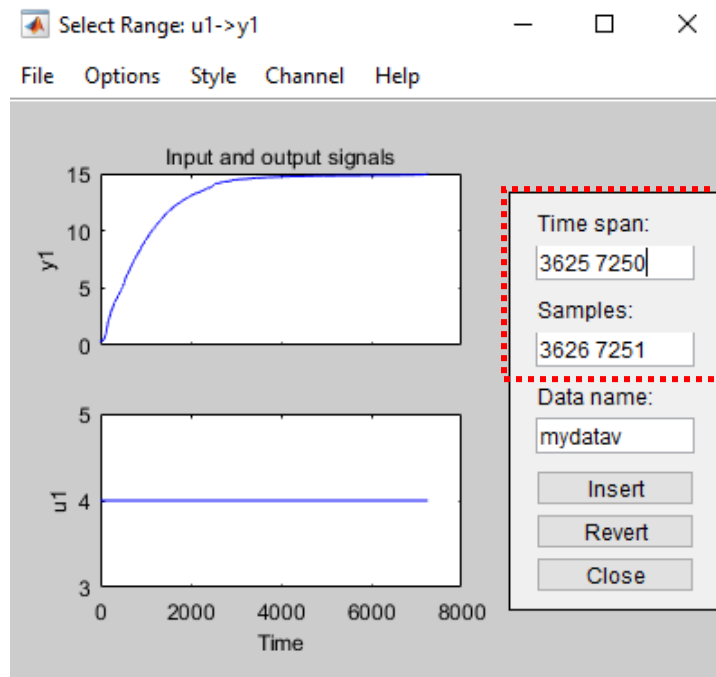 Select Range: u1->y1
File Options Style Channel Help
Input and output signals
15
10
5
0
y1
5
4
3
u1
0 2000 4000 6000 8000
Time
Time span:
3625 7250
Samples:
3626 7251
Data name:
mydatav
Insert
Revert
Close